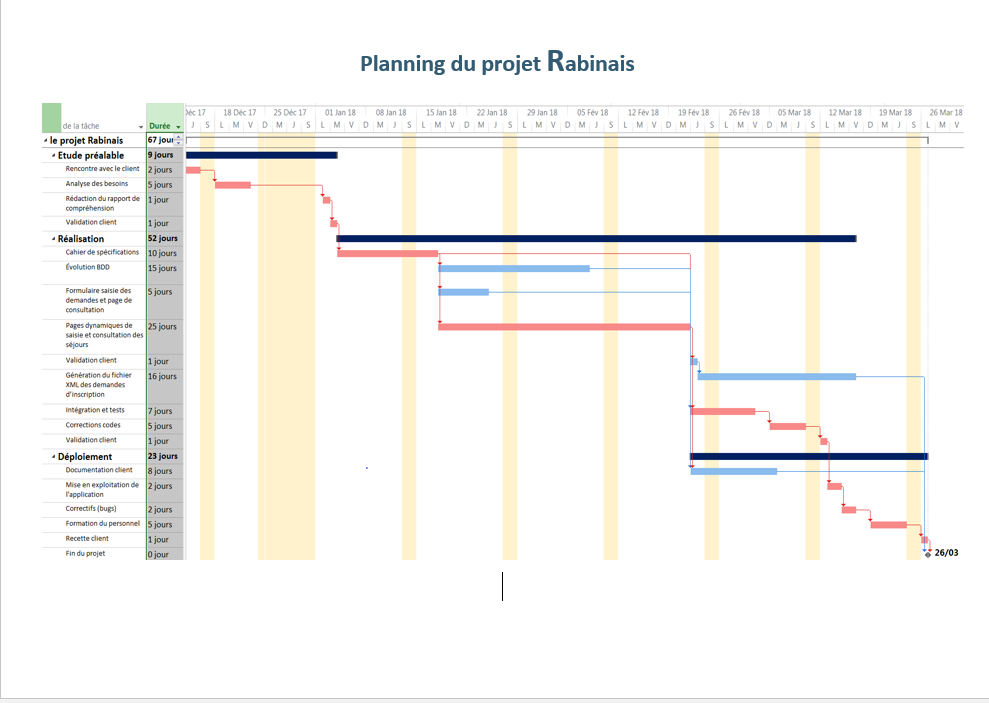 Planning du projet Rabinais
18 Déc 17 25 Déc 17 01 Jan 18 08 Jan 18 15 Jan 18 22 Jan 18 29 Jan 18 05 Fév 18 12 Fév 18 19 Fév 18 26 Fév 18 05 Mar 18 12 Mar 18 19 Mar 18 26 Mar 18
de la tâche Durée J S L M V D M J S L M V D M J S L M V D M J S L M V D M J S L M V D M J S L M V D M J S L M V D M J S L M V
le projet Rabinais 67 jours
Etude préalable 9 jours
Rencontre avec le client 2 jours
Analyse des besoins 5 jours
Rédaction du rapport de 1 jour
compréhension
Validation client 1 jour
Réalisation 52 jours
Cahier de spécifications 10 jours
Évolution BDD 15 jours
Formulaire saisie des 5 jours
demandes et page de
consultation
Pages dynamiques de 25 jours
saisie et consultation des
séjours
Validation client 1 jour
Génération du fichier 16 jours
XML des demandes
d'inscription
Intégration et tests 7 jours
Corrections codes 5 jours
Validation client 1 jour
Déploiement 23 jours
Documentation client 8 jours
Mise en exploitation de 2 jours
l'application
Correctifs (bugs) 2 jours
Formation du personnel 5 jours
Recette client 1 jour
Fin du projet 0 jour 26/03